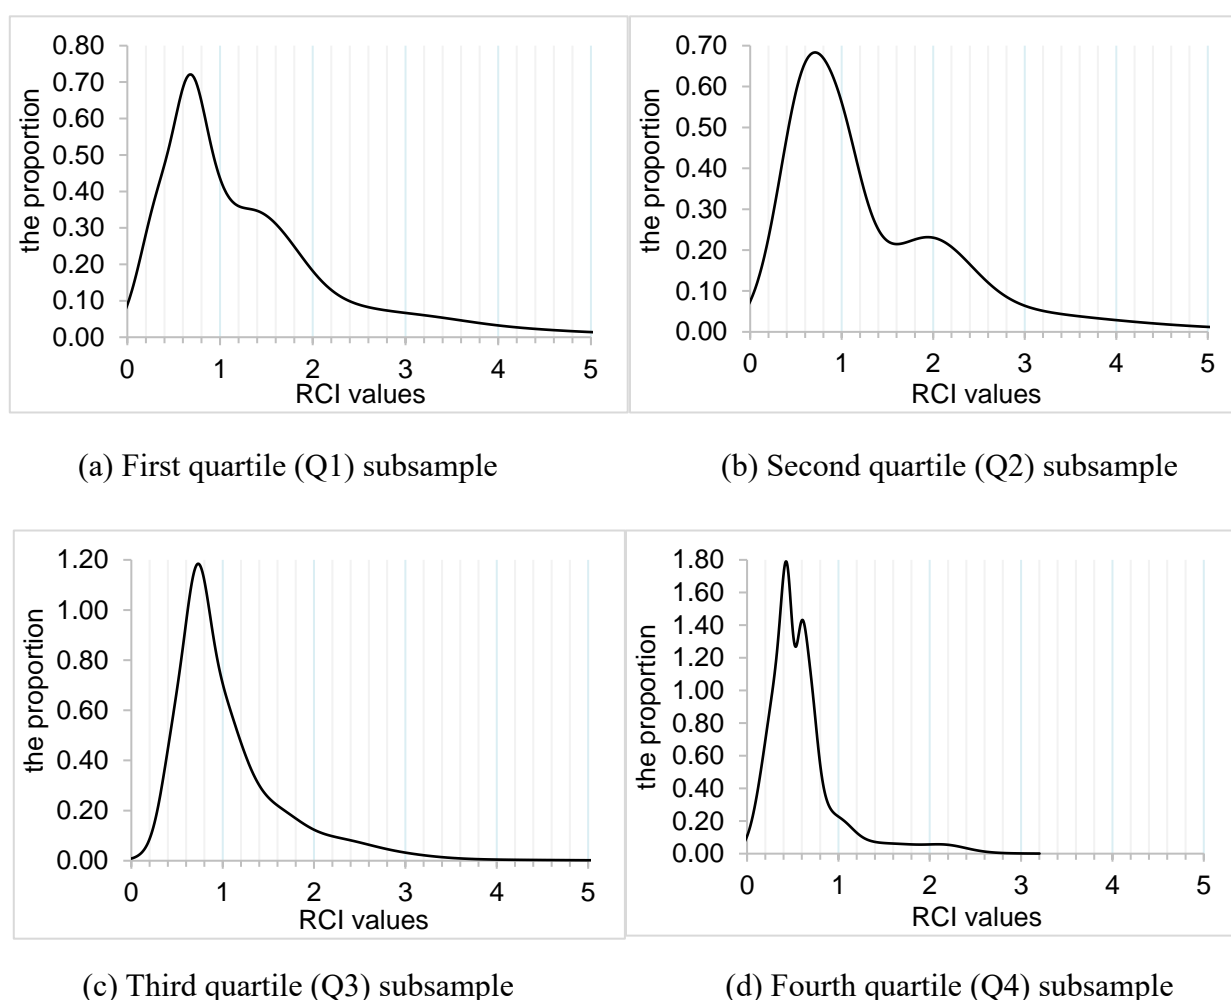 0.80
0.70
0.60
0.50
0.40
0.30
0.20
0.10
0.00
the proportion
0 1 2 3 4 5
RCI values
(a) First quartile (Q1) subsample
0.70
0.60
0.50
0.40
0.30
0.20
0.10
0.00
the proportion
0 1 2 3 4 5
RCI values
(b) Second quartile (Q2) subsample
1.20
1.00
0.80
0.60
0.40
0.20
0.00
the proportion
0 1 2 3 4 5
RCI values
(c) Third quartile (Q3) subsample
1.80
1.60
1.40
1.20
1.00
0.80
0.60
0.40
0.20
0.00
the proportion
0 1 2 3 4 5
RCI values
(d) Fourth quartile (Q4) subsample